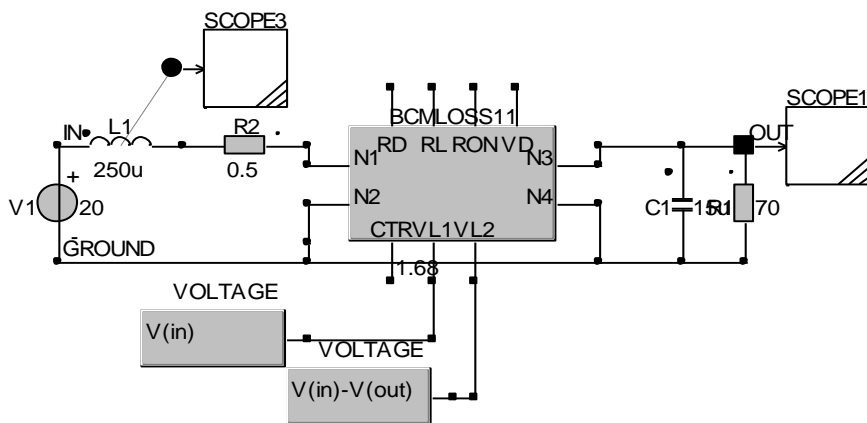 SCOPE3
SCOPE1
BCMLOSS11
IN
L1
R2
OUT
RD RL RON VD
N1
N3
250u
0.5
N2
N4
V1
+
20
C1
15u
R1
70
CTR VL1 VL2
GROUND
1.68
VOLTAGE
V(in)
VOLTAGE
V(in)-V(out)